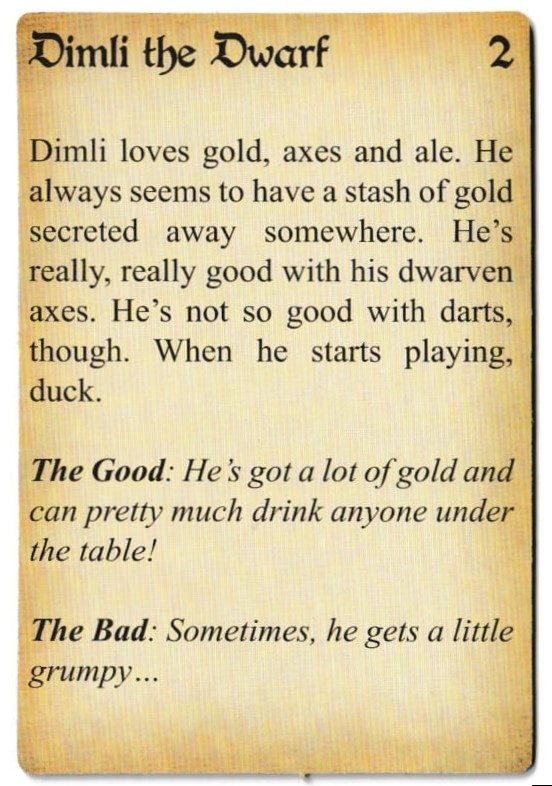 Dimli the Dwarf 2
Dimli loves gold, axes and ale. He
always seems to have a stash of gold
secreted away somewhere. He's
really, really good with his dwarven
axes. He's not so good with darts,
though. When he starts playing,
duck.
The Good: He's got a lot of gold and
can pretty much drink anyone under
the table!
The Bad: Sometimes, he gets a little
grumpy...